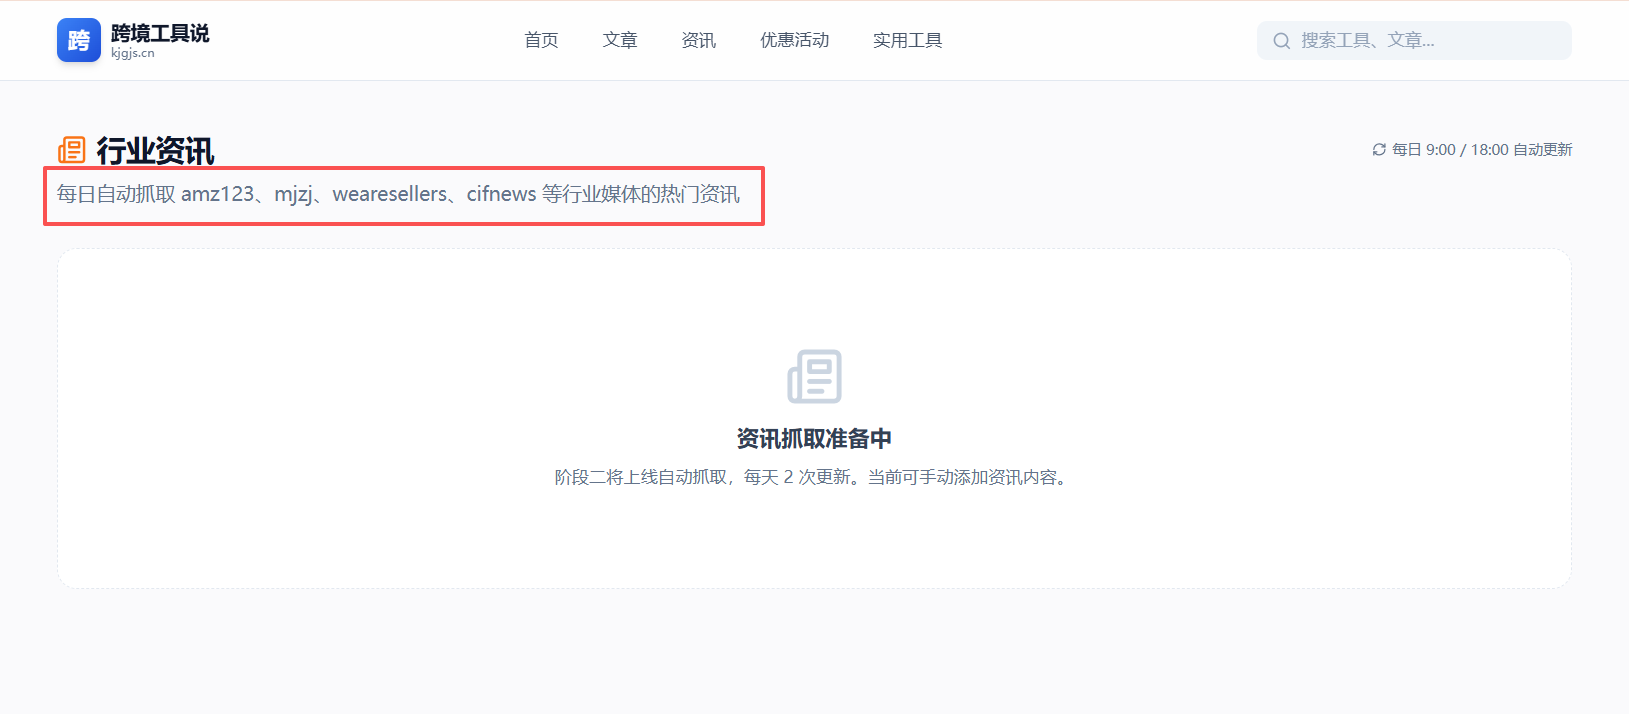 跨 跨境工具说
kjgjs.cn
首页 文章 资讯 优惠活动 实用工具
搜索工具、文章...
行业资讯
每日 9:00 / 18:00 自动更新
每日自动抓取 amz123、mjzj、wearesellers、cifnews 等行业媒体的热门资讯
资讯抓取准备中
阶段二将上线自动抓取，每天 2 次更新。当前可手动添加资讯内容。